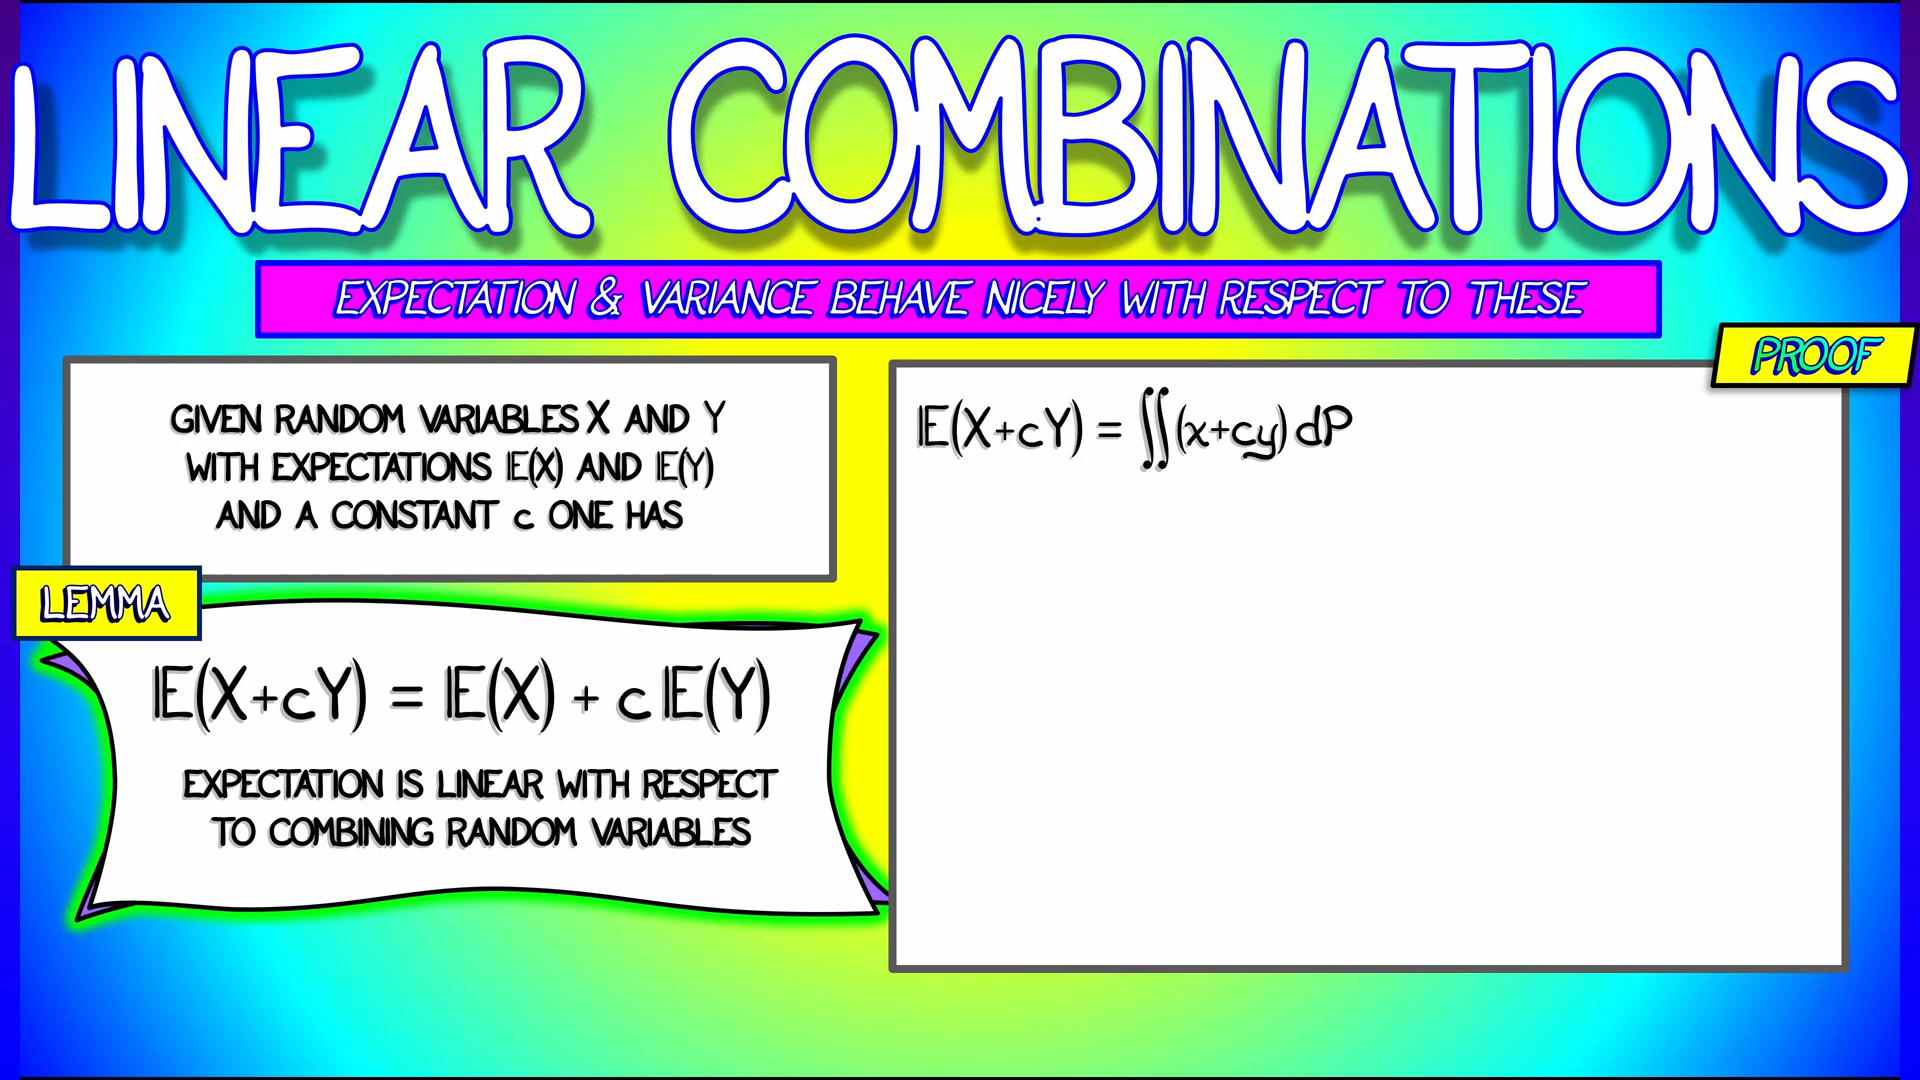 LINEAR COMBINATIONS
EXPECTATION & VARIANCE BEHAVE NICELY WITH RESPECT TO THESE
GIVEN RANDOM VARIABLES X AND Y
WITH EXPECTATIONS 𝔼(X) AND 𝔼(Y)
AND A CONSTANT c ONE HAS
LEMMA
𝔼(X+cY) = 𝔼(X) + c𝔼(Y)
EXPECTATION IS LINEAR WITH RESPECT
TO COMBINING RANDOM VARIABLES
PROOF
𝔼(X+cY) = ∬(x+cy) dP